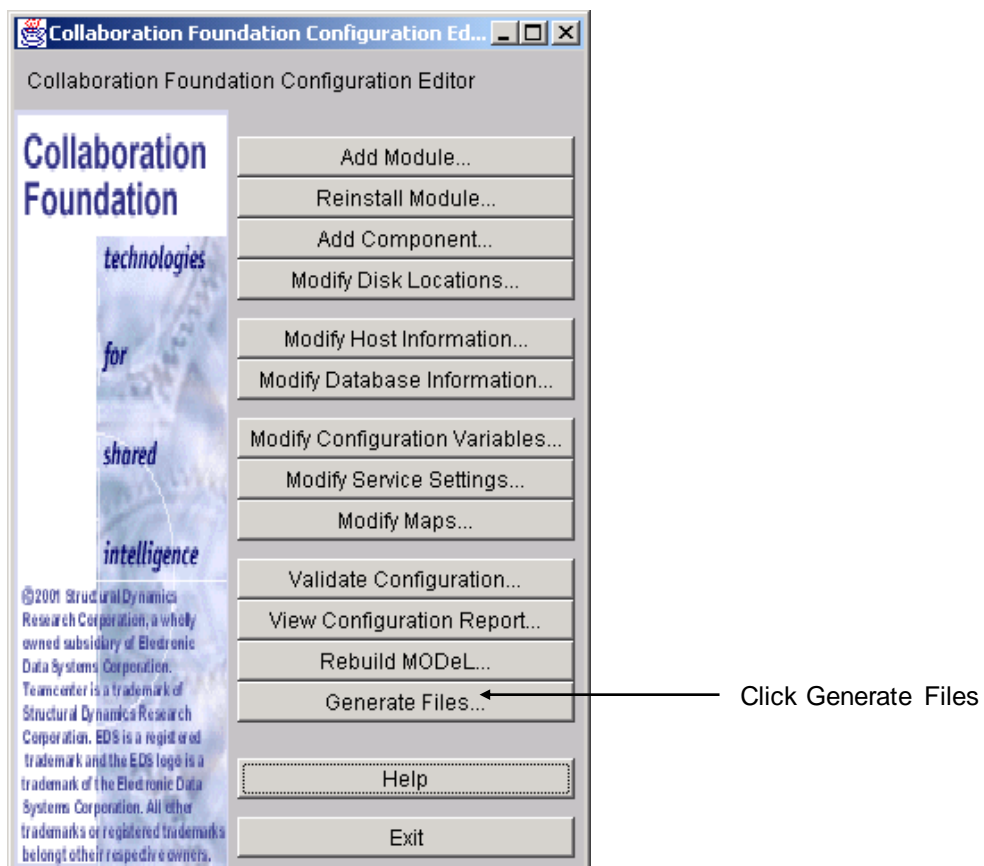 Collaboration Foundation Configuration Ed...
Collaboration Foundation Configuration Editor
Collaboration
Foundation
technologies
for
shared
intelligence
©2001 Structural Dynamics
Research Corporation, a wholly
owned subsidiary of Electronic
Data Systems Corporation.
Teamcenter is a trademark of
Structural Dynamics Research
Corporation. EDS is a registered
trademark and the EDS logo is a
trademark of the Electronic Data
Systems Corporation. All other
trademarks or registered trademarks
belongt otheir respective owners.
Add Module...
Reinstall Module...
Add Component...
Modify Disk Locations...
Modify Host Information...
Modify Database Information...
Modify Configuration Variables...
Modify Service Settings...
Modify Maps...
Validate Configuration...
View Configuration Report...
Rebuild MODeL...
Generate Files...
Click Generate Files
Help
Exit